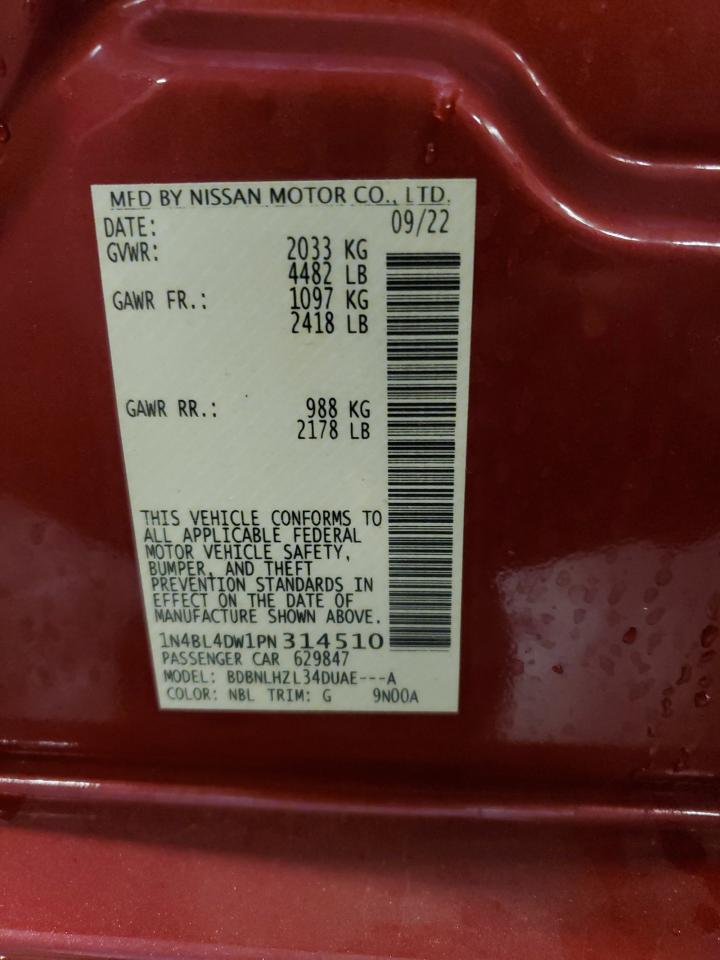 MFD BY NISSAN MOTOR CO., LTD.
DATE: 09/22
GVWR: 2033 KG
4482 LB
GAWR FR.: 1097 KG
2418 LB
GAWR RR.: 988 KG
2178 LB
THIS VEHICLE CONFORMS TO
ALL APPLICABLE FEDERAL
MOTOR VEHICLE SAFETY,
BUMPER, AND THEFT
PREVENTION STANDARDS IN
EFFECT ON THE DATE OF
MANUFACTURE SHOWN ABOVE.
1N4BL4DW1PN314510
PASSENGER CAR 629847
MODEL: BDBNLHZL34DUAE---A
COLOR: NBL TRIM: G 9N00A